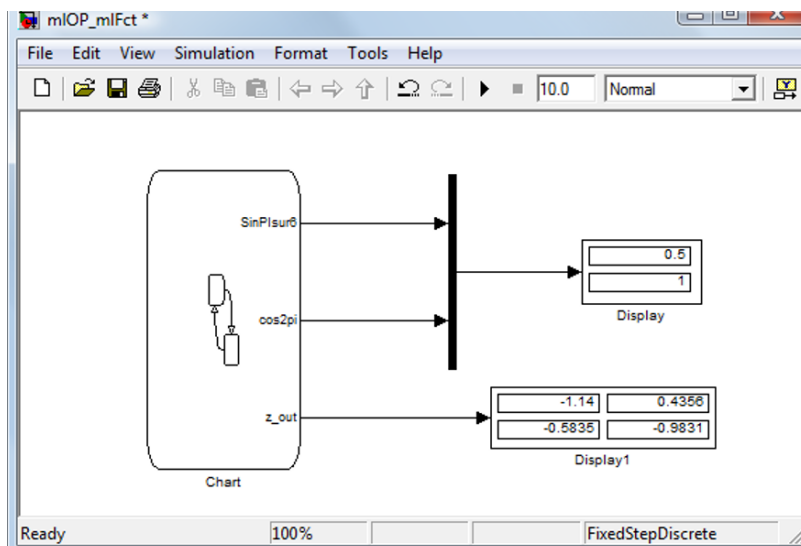 mlOP_mlFct *
File Edit View Simulation Format Tools Help
10.0 Normal
SinPIsur6
cos2pi
z_out
Chart
0.5
1
Display
-1.14 0.4356
-0.5835 -0.9831
Display1
Ready 100% FixedStepDiscrete